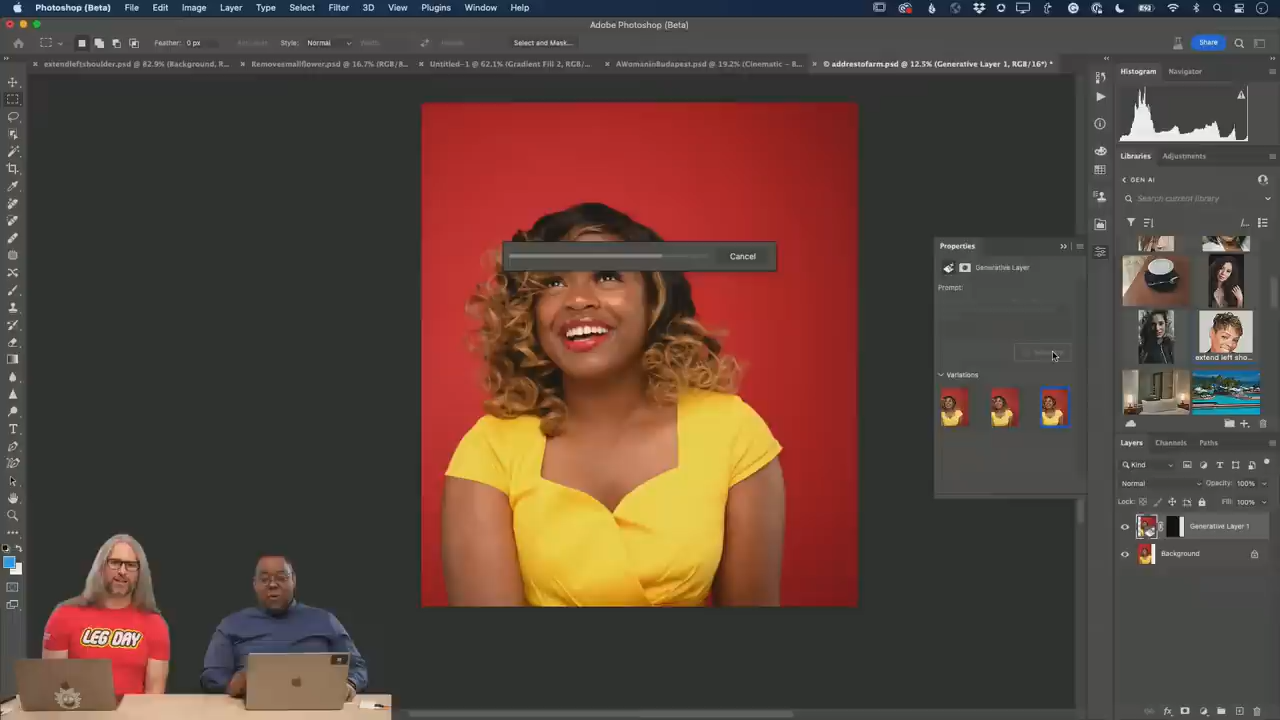 Photoshop (Beta) File Edit Image Layer Type Select Filter 3D View Plugins Window Help
Adobe Photoshop (Beta)
Feather: 0 px Style: Normal Select and Mask... Share
extendleftshoulder.psd @ 82.9% (Background, R...
Removesmallflower.psd @ 16.7% (RGB/8...
Untitled-1 @ 62.1% (Gradient Fill 2, RGB/...
AWomaninBudapest.psd @ 19.2% (Cinematic – B...
© addrestofarm.psd @ 12.5% (Generative Layer 1, RGB/16*) *
Histogram Navigator
Libraries Adjustments
GEN AI
Search current library
extend left sho...
Cancel
Properties
Generative Layer
Prompt:
Variations
Layers Channels Paths
Kind
Normal Opacity: 100%
Lock: Fill: 100%
Generative Layer 1
Background
LEG DAY